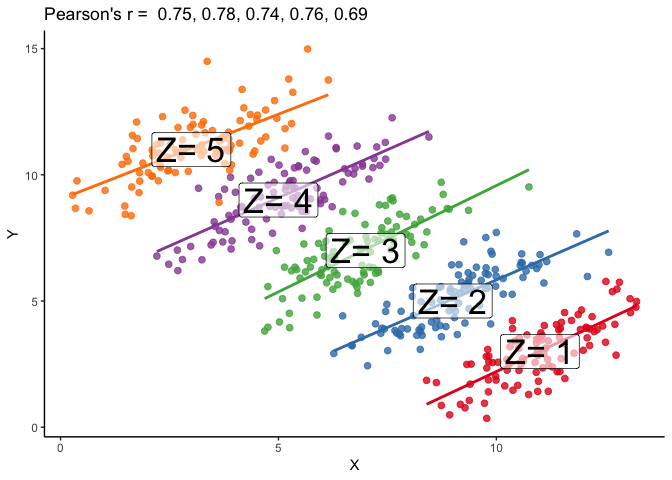 Pearson's r =  0.75, 0.78, 0.74, 0.76, 0.69
15
10
5
0
Y
Z= 5
Z= 4
Z= 3
Z= 2
Z= 1
0
5
10
X